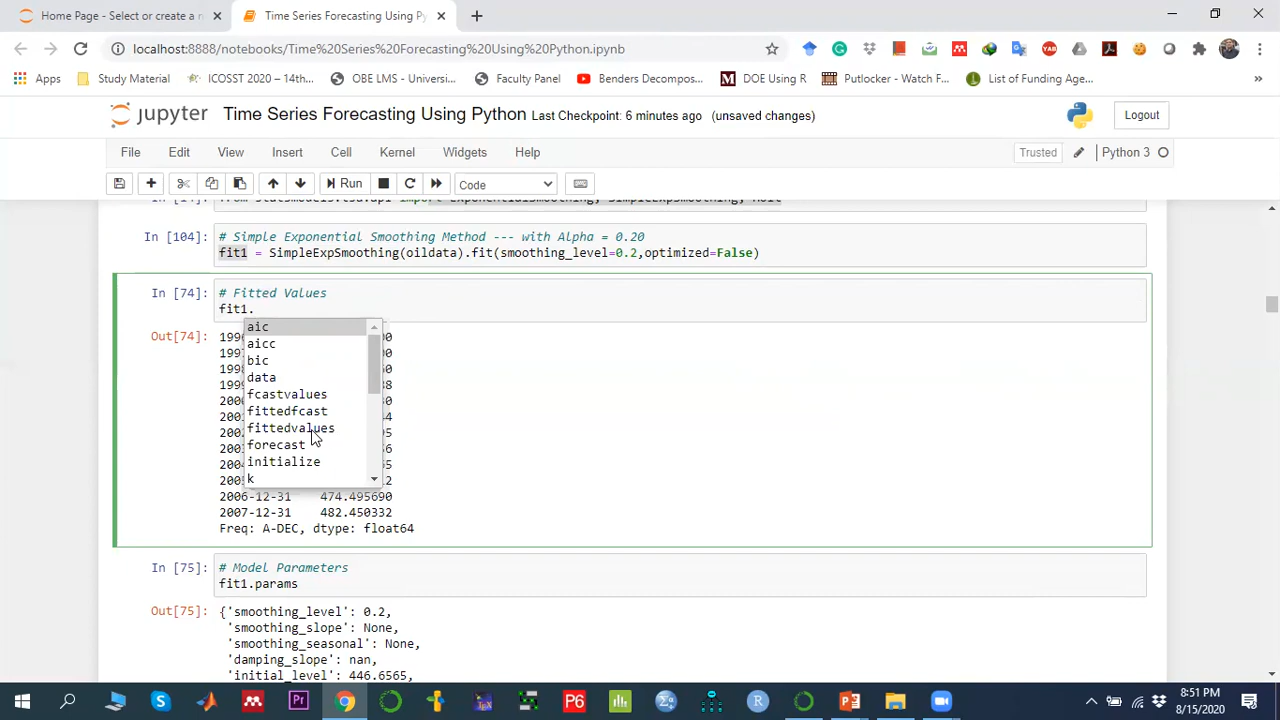 Home Page - Select or create a n
Time Series Forecasting Using Py
localhost:8888/notebooks/Time%20Series%20Forecasting%20Using%20Python.ipynb
Apps
Study Material
ICOSST 2020 – 14th...
OBE LMS - Universi...
Faculty Panel
Benders Decompos...
DOE Using R
Putlocker - Watch F...
List of Funding Age...
jupyter
Time Series Forecasting Using Python
Last Checkpoint: 6 minutes ago
(unsaved changes)
Logout
File
Edit
View
Insert
Cell
Kernel
Widgets
Help
Trusted
Python 3
Run
Code
In [104]:
# Simple Exponential Smoothing Method --- with Alpha = 0.20
fit1 = SimpleExpSmoothing(oildata).fit(smoothing_level=0.2,optimized=False)
In [74]:
# Fitted Values
fit1.
aic
aicc
bic
data
fcastvalues
fittedfcast
fittedvalues
forecast
initialize
k
Out[74]:
2006-12-31 474.495690
2007-12-31 482.450332
Freq: A-DEC, dtype: float64
In [75]:
# Model Parameters
fit1.params
Out[75]:
{'smoothing_level': 0.2,
'smoothing_slope': None,
'smoothing_seasonal': None,
'damping_slope': nan,
'initial_level': 446.6565,
8:51 PM
8/15/2020